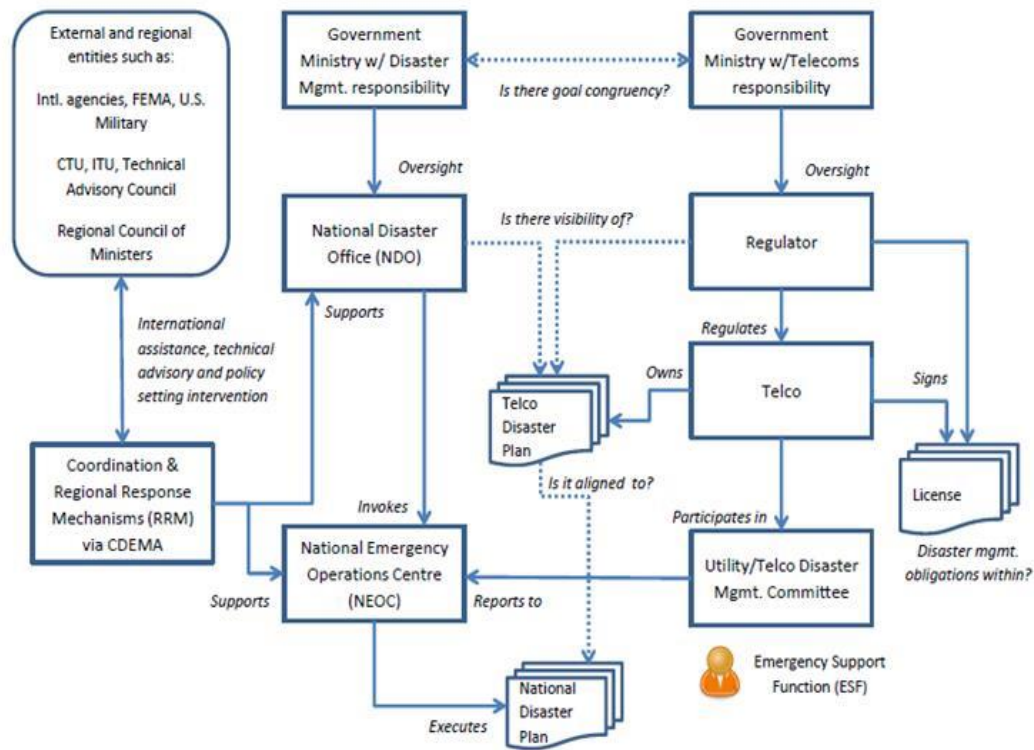 External and regional
entities such as:
Intl. agencies, FEMA, U.S.
Military
CTU, ITU, Technical
Advisory Council
Regional Council of
Ministers
Government
Ministry w/ Disaster
Mgmt. responsibility
Government
Ministry w/Telecoms
responsibility
Is there goal congruency?
Oversight
Oversight
National Disaster
Office (NDO)
Is there visibility of?
Regulator
Supports
International
assistance, technical
advisory and policy
setting intervention
Regulates
Owns
Telco
Signs
Telco
Disaster
Plan
License
Is it aligned to?
Coordination &
Regional Response
Mechanisms (RRM)
via CDEMA
Invokes
Participates in
Disaster mgmt.
obligations within?
National Emergency
Operations Centre
(NEOC)
Utility/Telco Disaster
Mgmt. Committee
Supports
Reports to
Emergency Support
Function (ESF)
National
Disaster
Plan
Executes